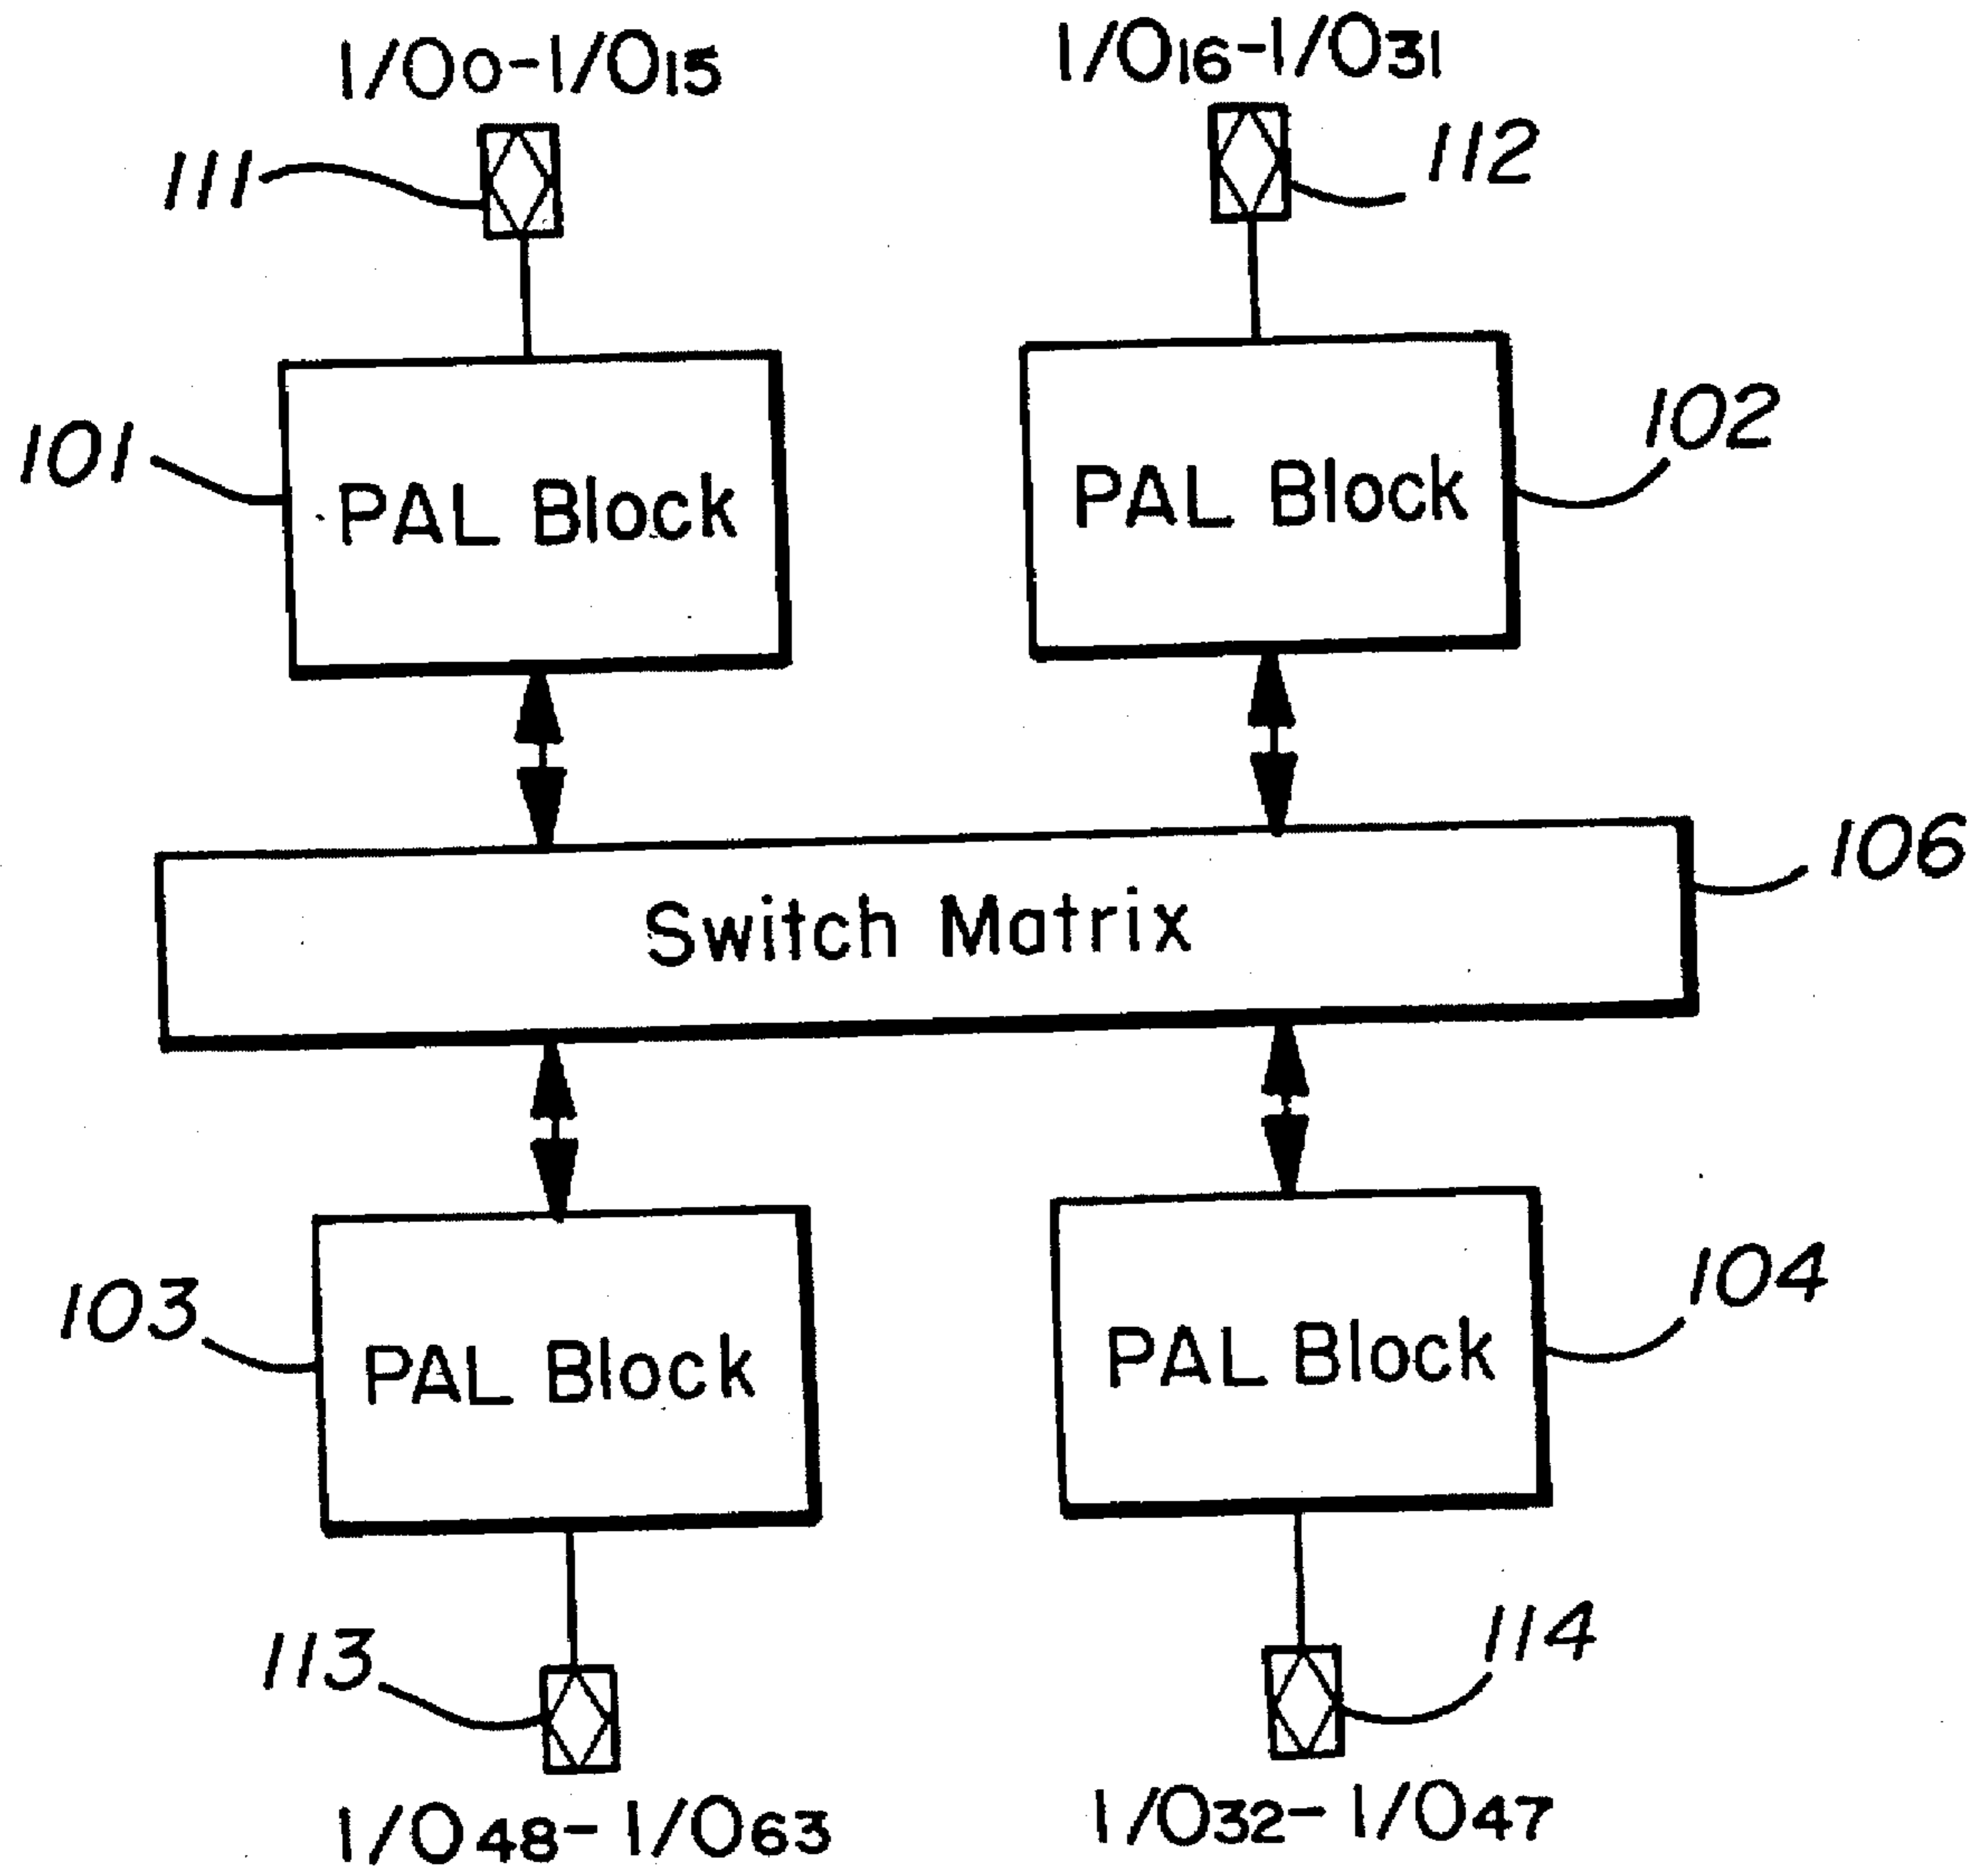 I/O0-I/O15
I/O16-I/O31
111
112
101
PAL Block
PAL Block
102
Switch Matrix
106
103
PAL Block
PAL Block
104
113
114
I/O48-I/O63
I/O32-I/O47